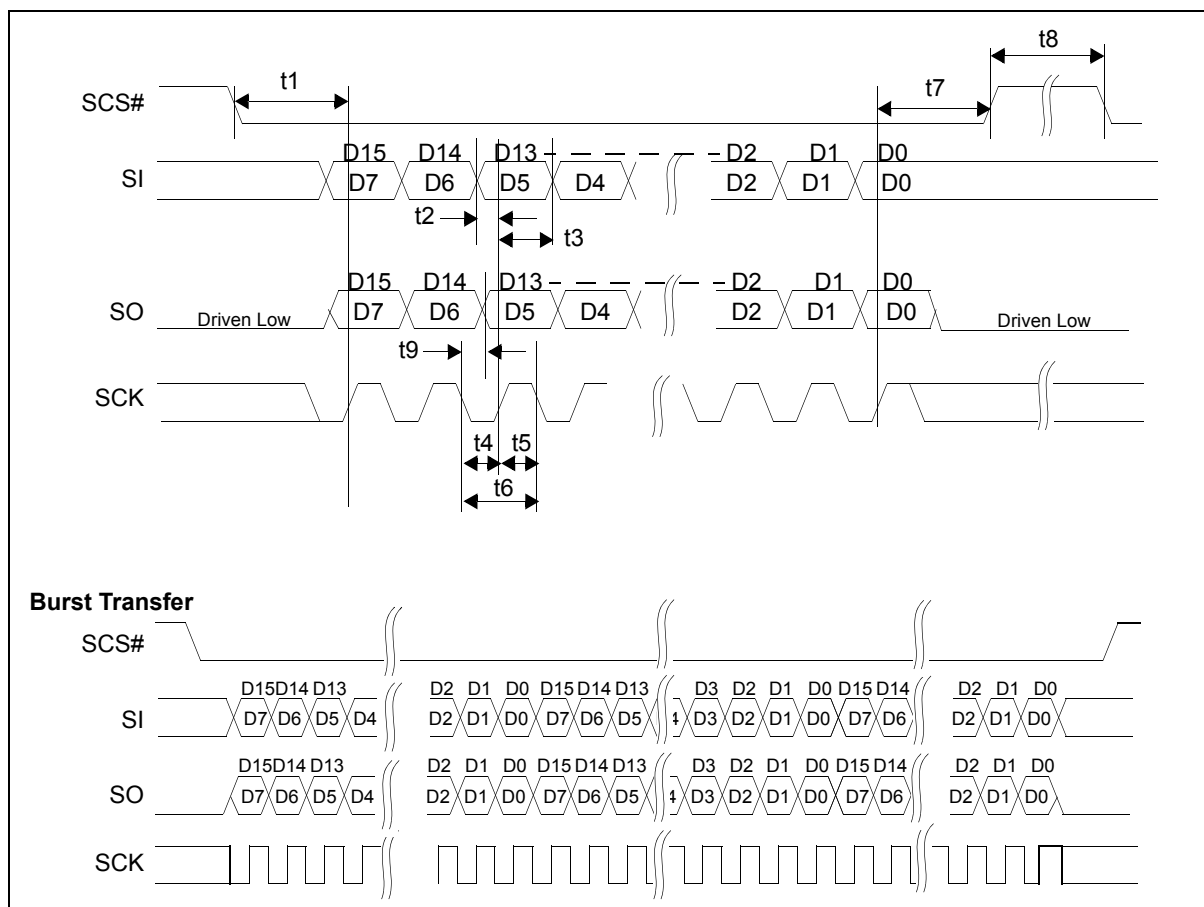 t8
t1
t7
SCS#
D15 D14 D13 D2 D1 D0
SI D7 D6 D5 D4 D2 D1 D0
t2
t3
D15 D14 D13 D2 D1 D0
SO Driven Low D7 D6 D5 D4 D2 D1 D0 Driven Low
t9
SCK
t4 t5
t6
Burst Transfer
SCS#
D15 D14 D13 D2 D1 D0 D15 D14 D13 D3 D2 D1 D0 D15 D14 D2 D1 D0
SI D7 D6 D5 D4 D2 D1 D0 D7 D6 D5 4 D3 D2 D1 D0 D7 D6 D2 D1 D0
D15 D14 D13 D2 D1 D0 D15 D14 D13 D3 D2 D1 D0 D15 D14 D2 D1 D0
SO D7 D6 D5 D4 D2 D1 D0 D7 D6 D5 4 D3 D2 D1 D0 D7 D6 D2 D1 D0
SCK